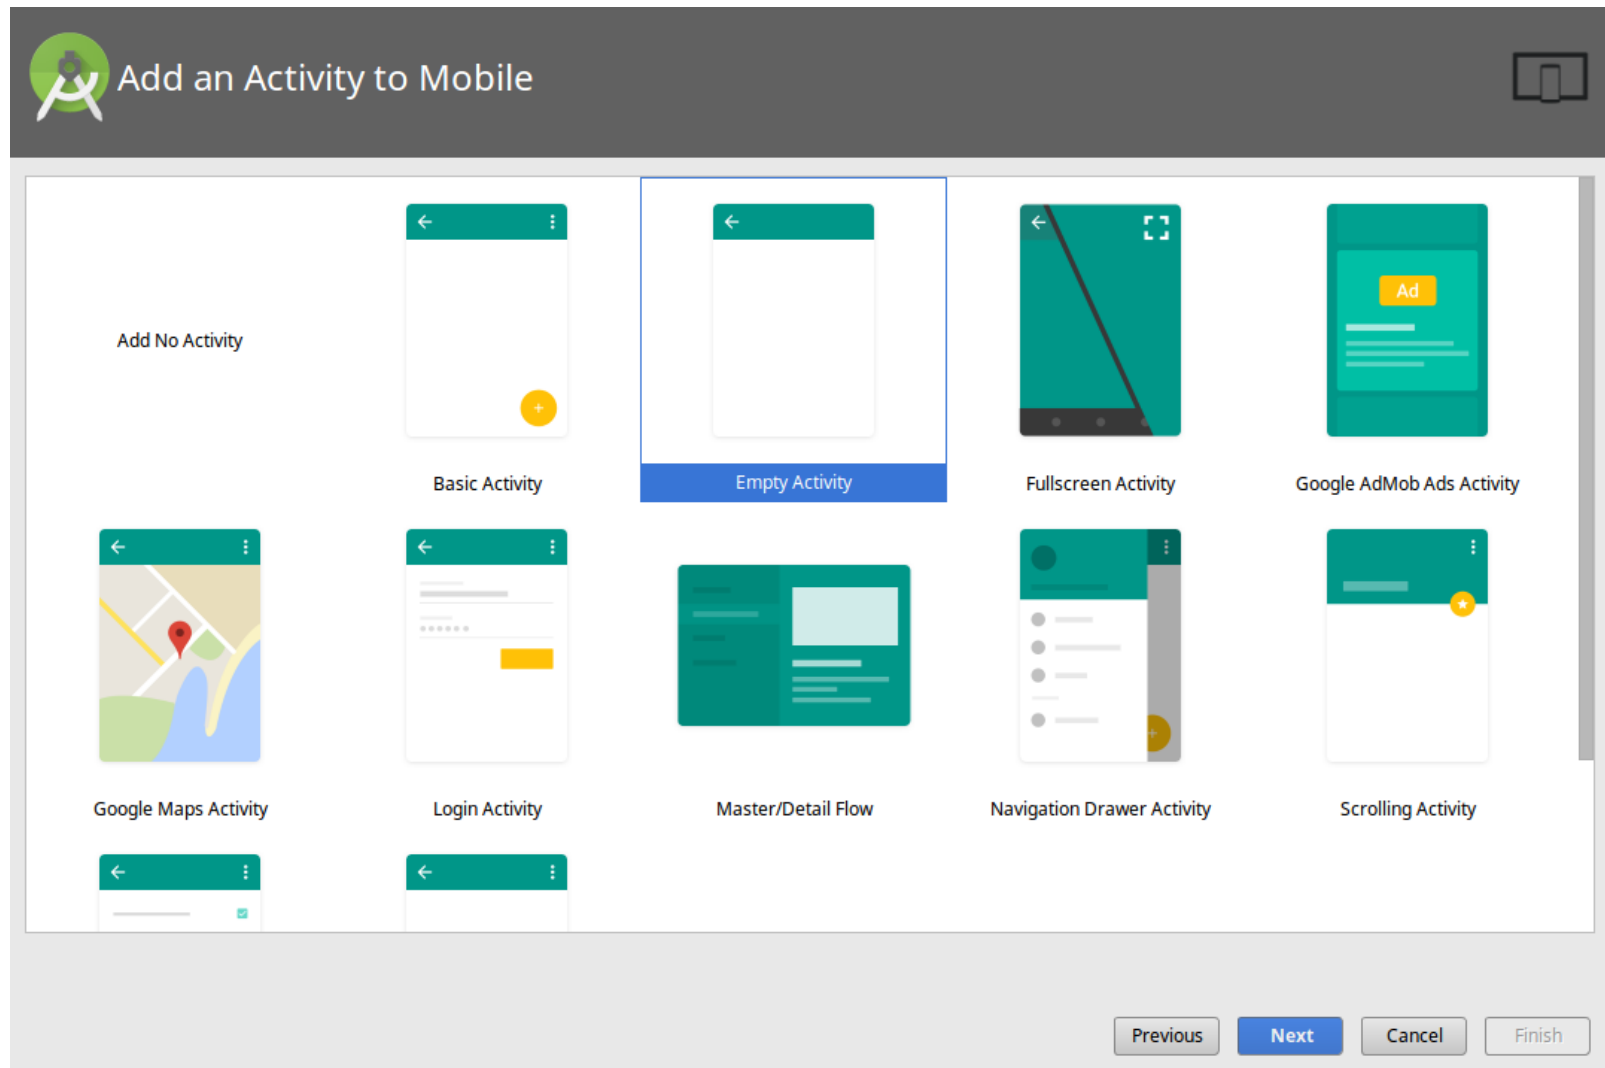 Add an Activity to Mobile
Ad
Add No Activity
Basic Activity
Empty Activity
Fullscreen Activity
Google AdMob Ads Activity
Google Maps Activity
Login Activity
Master/Detail Flow
Navigation Drawer Activity
Scrolling Activity
Previous
Next
Cancel
Finish